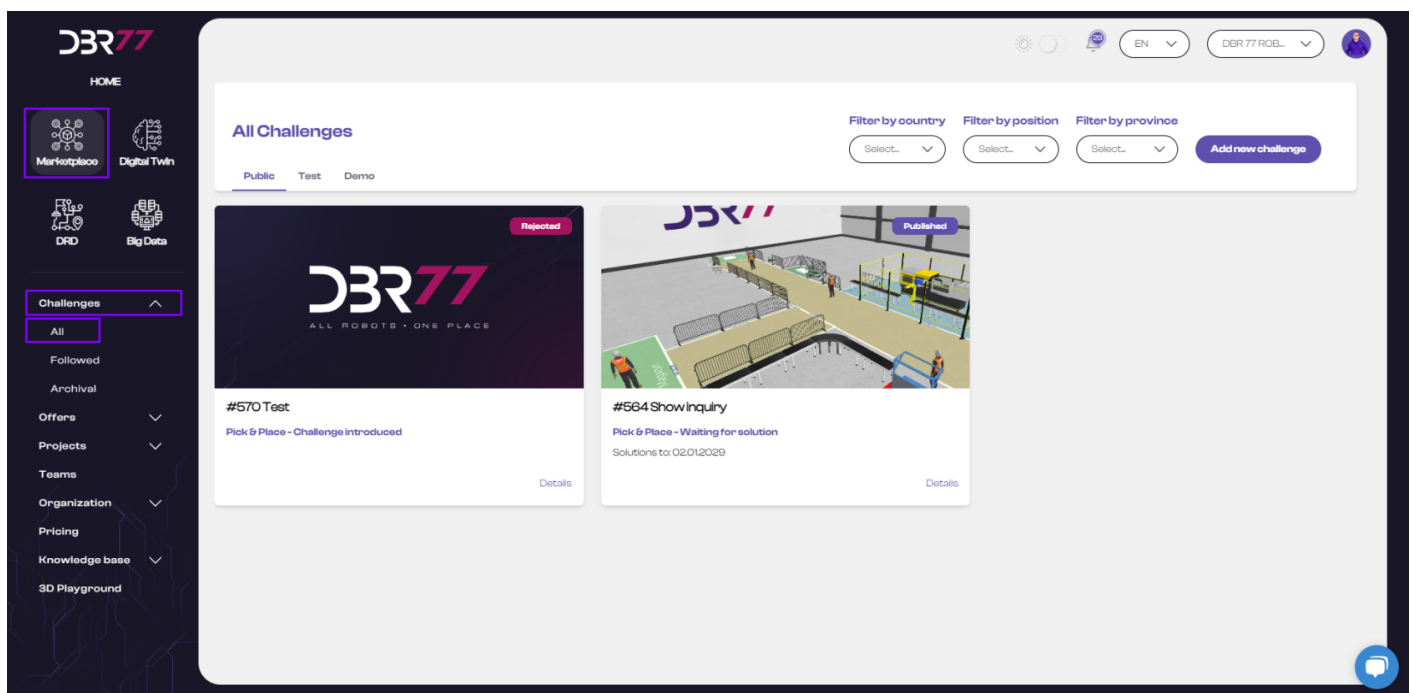 DBR77
HOME
Marketplace
Digital Twin
DRD
Big Data
Challenges
All
Followed
Archival
Offers
Projects
Teams
Organization
Pricing
Knowledge base
3D Playground
29
EN
DBR 77 ROB...
All Challenges
Public Test Demo
Filter by country
Select...
Filter by position
Select...
Filter by province
Select...
Add new challenge
Rejected
DBR77
ALL ROBOTS • ONE PLACE
#570 Test
Pick & Place - Challenge introduced
Details
DBR77
Published
Magazyn
#564 Show inquiry
Pick & Place - Waiting for solution
Solutions to: 02.01.2029
Details